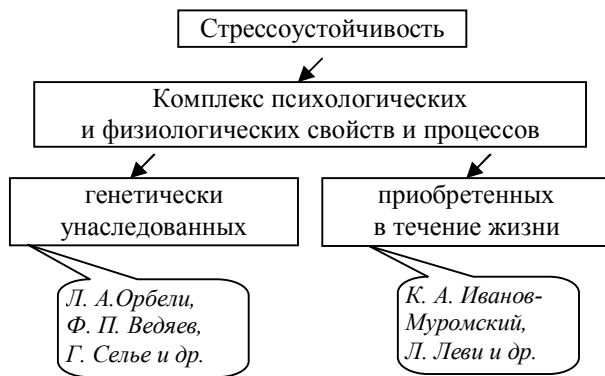 Стрессоустойчивость
Комплекс психологических
и физиологических свойств и процессов
генетически
унаследованных
приобретенных
в течение жизни
Л. А.Орбели,
Ф. П. Ведяев,
Г. Селье и др.
К. А. Иванов-
Муромский,
Л. Леви и др.